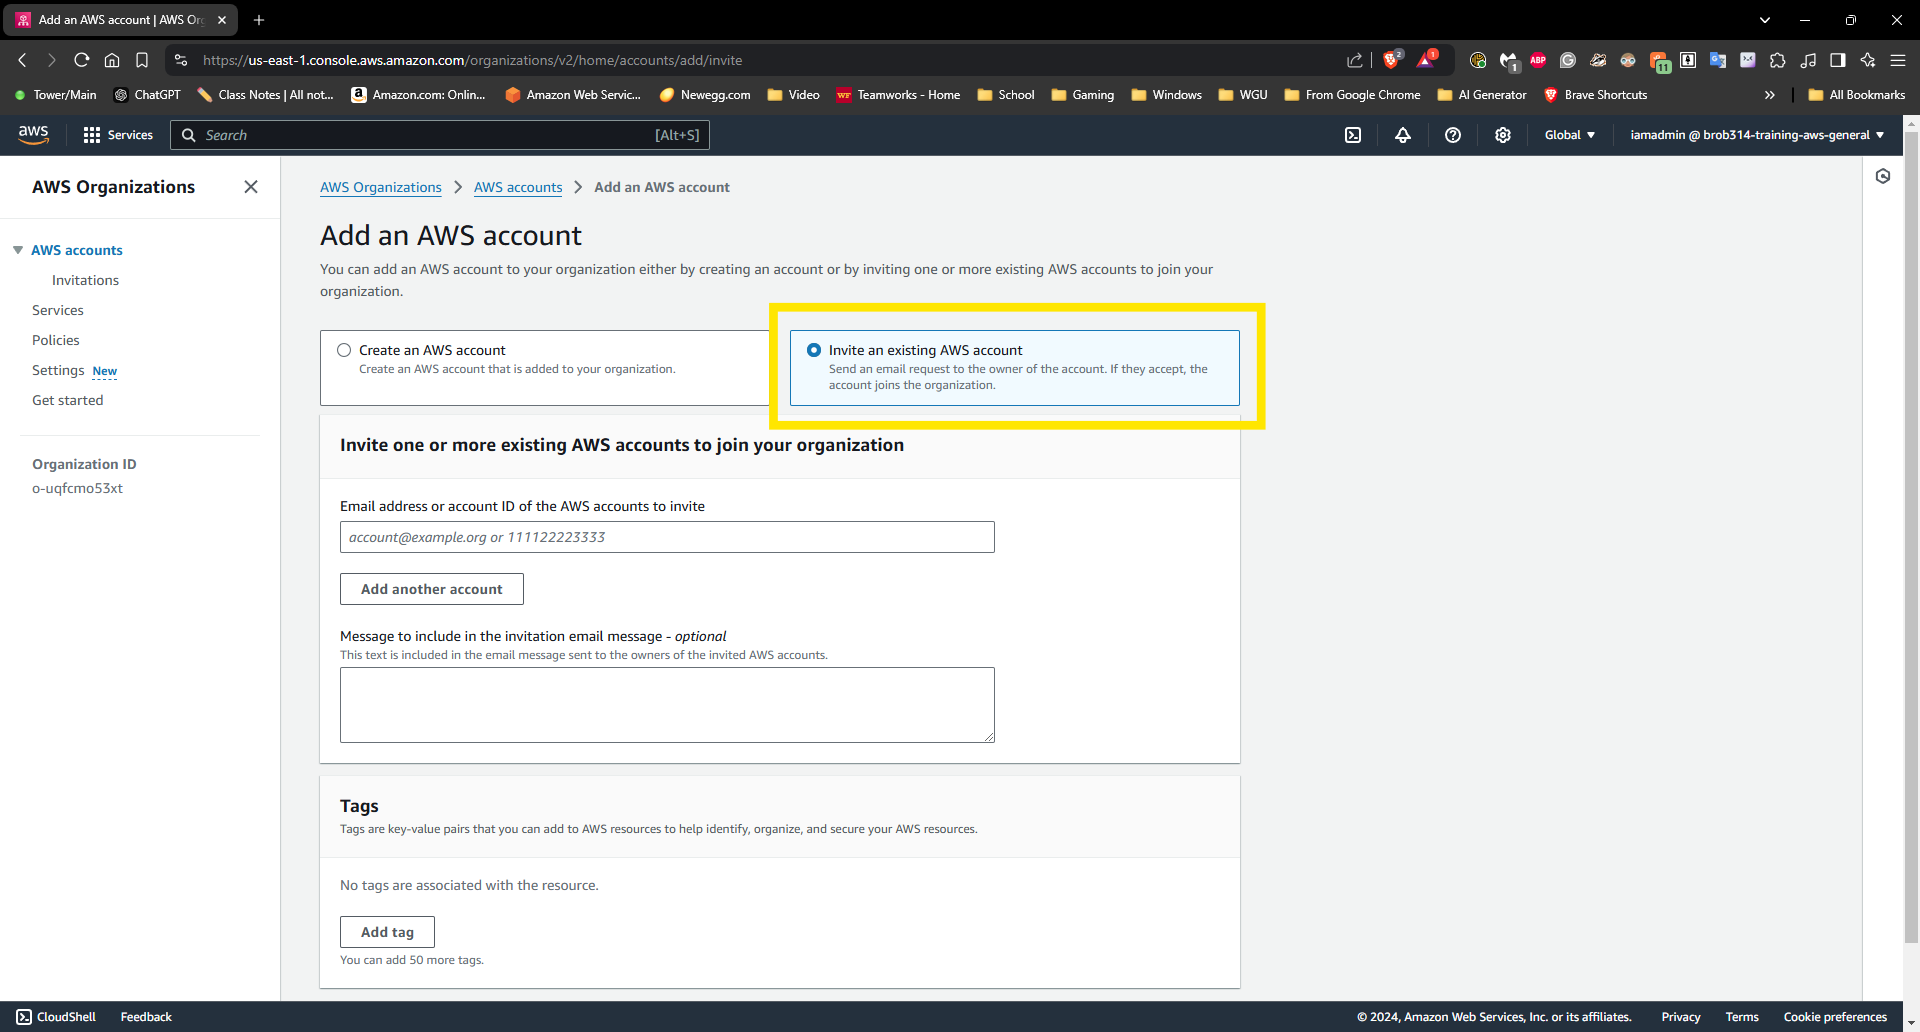 Add an AWS account | AWS Or
https://us-east-1.console.aws.amazon.com/organizations/v2/home/accounts/add/invite
2
1
1
ABP
11
Tower/Main
ChatGPT
Class Notes | All not...
Amazon.com: Onlin...
Amazon Web Servic...
Newegg.com
Video
Teamworks - Home
School
Gaming
Windows
WGU
From Google Chrome
AI Generator
Brave Shortcuts
All Bookmarks
aws
Services
Search
[Alt+S]
Global
iamadmin @ brob314-training-aws-general
AWS Organizations
AWS accounts
Invitations
Services
Policies
Settings New
Get started
Organization ID
o-uqfcmo53xt
AWS Organizations
AWS accounts
Add an AWS account
Add an AWS account
You can add an AWS account to your organization either by creating an account or by inviting one or more existing AWS accounts to join your
organization.
Create an AWS account
Create an AWS account that is added to your organization.
Invite an existing AWS account
Send an email request to the owner of the account. If they accept, the
account joins the organization.
Invite one or more existing AWS accounts to join your organization
Email address or account ID of the AWS accounts to invite
account@example.org or 111122223333
Add another account
Message to include in the invitation email message - optional
This text is included in the email message sent to the owners of the invited AWS accounts.
Tags
Tags are key-value pairs that you can add to AWS resources to help identify, organize, and secure your AWS resources.
No tags are associated with the resource.
Add tag
You can add 50 more tags.
CloudShell
Feedback
© 2024, Amazon Web Services, Inc. or its affiliates.
Privacy
Terms
Cookie preferences